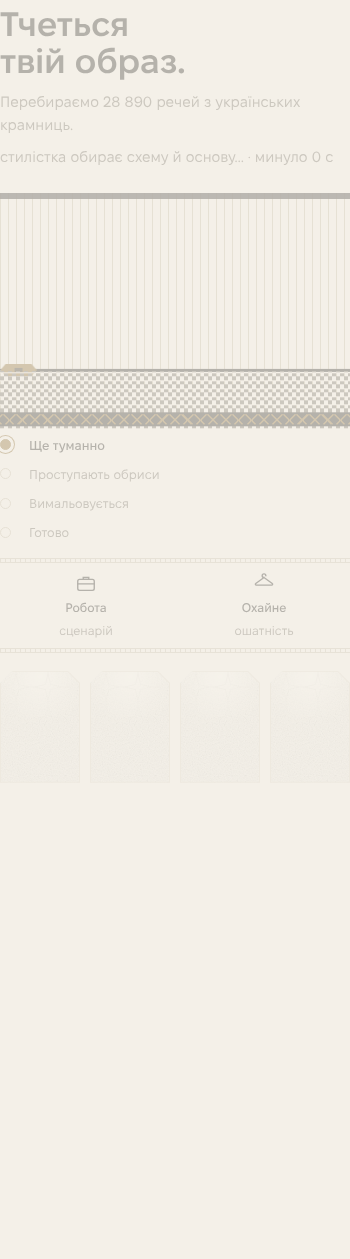 Тчеться
твій образ.
Перебираємо 28 890 речей з українських
крамниць.
стилістка обирає схему й основу... · минуло 0 с
Ще туманно
Проступають обриси
Вимальовується
Готово
Робота
Охайне
сценарій
ошатність